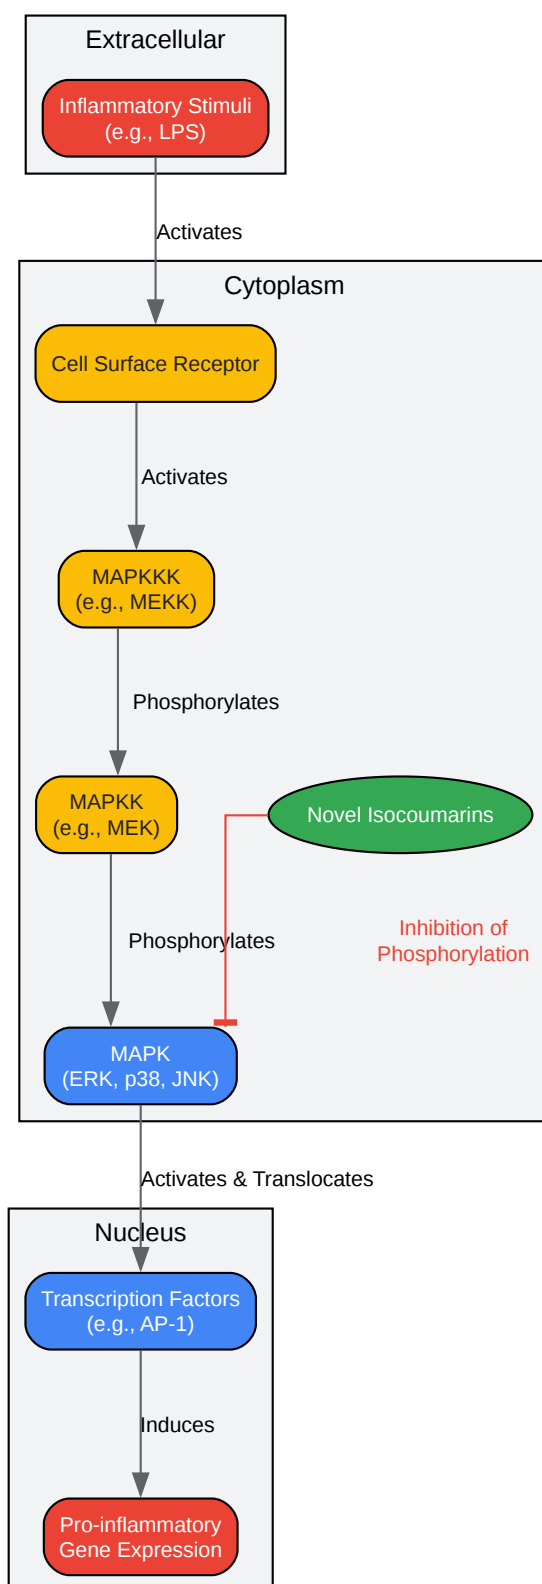 Extracellular
Inflammatory Stimuli
(e.g., LPS)
Activates
Cytoplasm
Cell Surface Receptor
Activates
MAPKKK
(e.g., MEKK)
Phosphorylates
MAPKK
(e.g., MEK)
Novel Isocoumarins
Phosphorylates
Inhibition of
Phosphorylation
MAPK
(ERK, p38, JNK)
Activates & Translocates
Nucleus
Transcription Factors
(e.g., AP-1)
Induces
Pro-inflammatory
Gene Expression